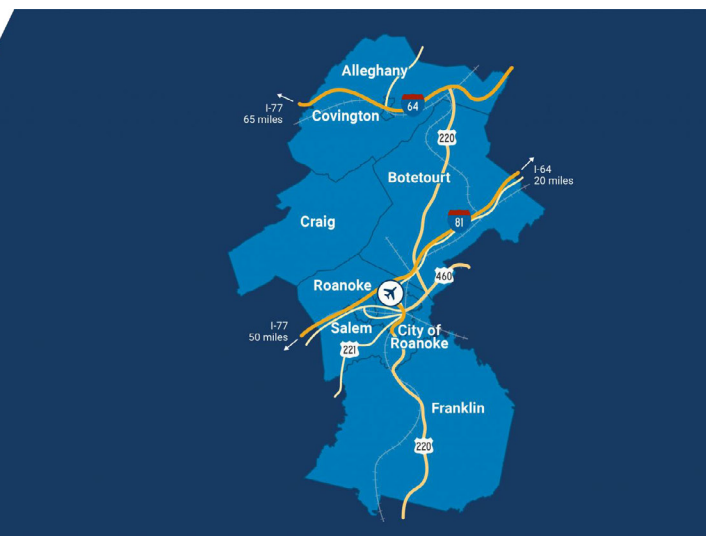 Alleghany
I-77
65 miles
64
Covington
220
I-64
20 miles
Botetourt
81
Craig
460
Roanoke
I-77
50 miles
Salem
City of
Roanoke
221
Franklin
220